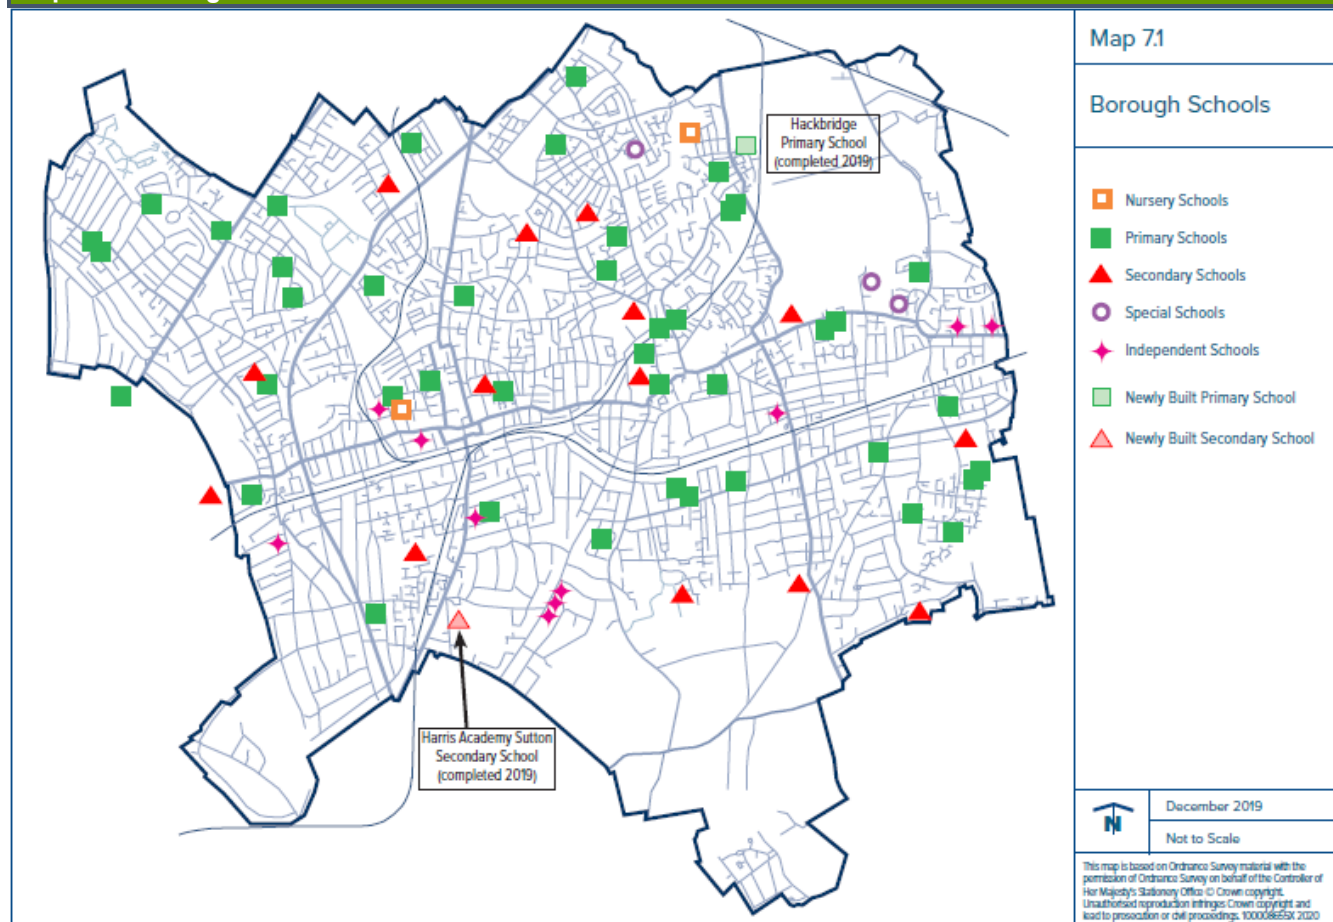 Map 7.1
Borough Schools
Hackbridge
Primary School
(completed 2019)
Nursery Schools
Primary Schools
Secondary Schools
Special Schools
Independent Schools
Newly Built Primary School
Newly Built Secondary School
Harris Academy Sutton
Secondary School
(completed 2019)
N
December 2019
Not to Scale
This map is based on Ordnance Survey material with the
permission of Ordnance Survey on behalf of the Controller of
Her Majesty's Stationery Office © Crown copyright.
Unauthorised reproduction infringes Crown copyright and
lead to prosecution or civil proceedings. 2020